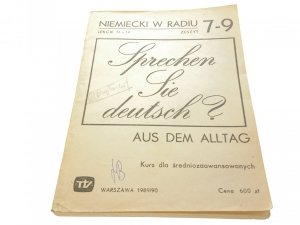 NIEMIECKI W RADIU 7-9
ZESZYT
Sprechen
Sie
deutsch?
AUS DEM ALLTAG
Kurs dla średniozaawansowanych
WARSZAWA 1989/90
Cena 600 zł